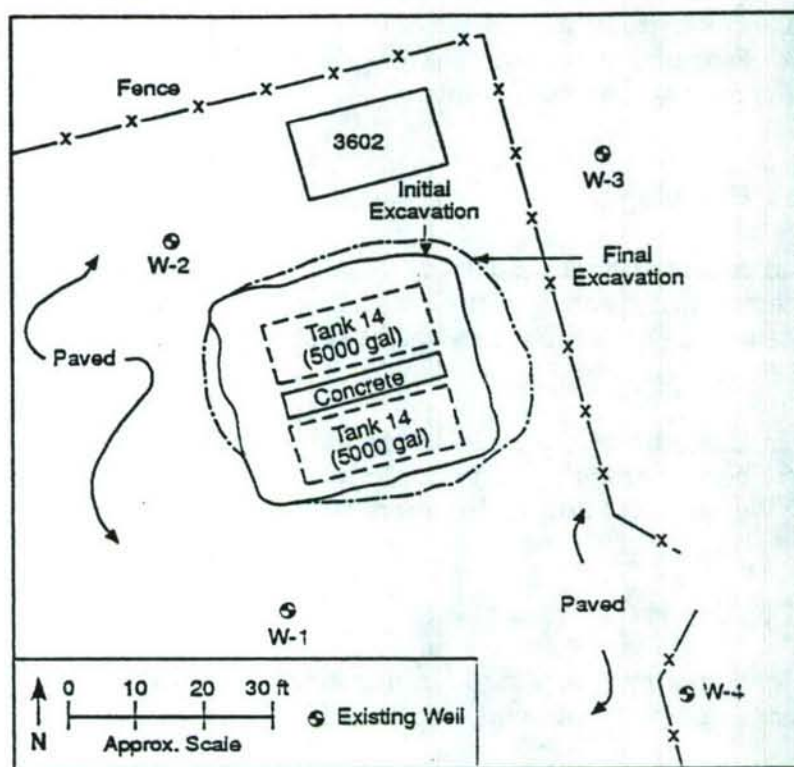 Fence
3602
W-3
Initial
Excavation
W-2
Final
Excavation
Tank 14
(5000 gal)
Paved
Concrete
Tank 14
(5000 gal)
Paved
W-1
W-4
0 10 20 30 ft
N
Approx. Scale
Existing Well